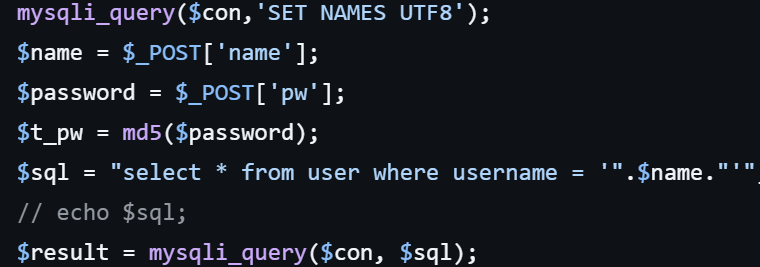 mysqli_query($con,'SET NAMES UTF8');
$name = $_POST['name'];
$password = $_POST['pw'];
$t_pw = md5($password);
$sql = "select * from user where username = '".$name."'"
// echo $sql;
$result = mysqli_query($con, $sql);